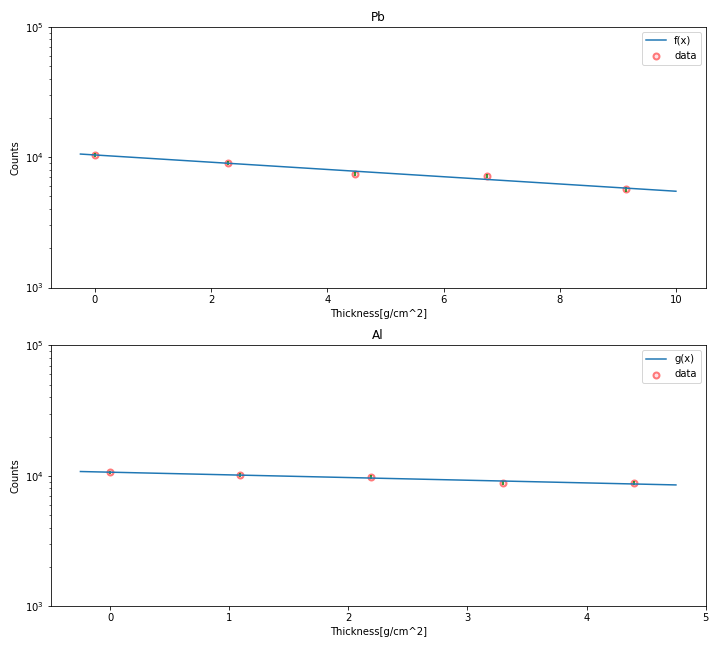 Pb
10^5
f(x)
data
Counts
10^4
10^3
0 2 4 6 8 10
Thickness[g/cm^2]
Al
10^5
g(x)
data
Counts
10^4
10^3
0 1 2 3 4 5
Thickness[g/cm^2]